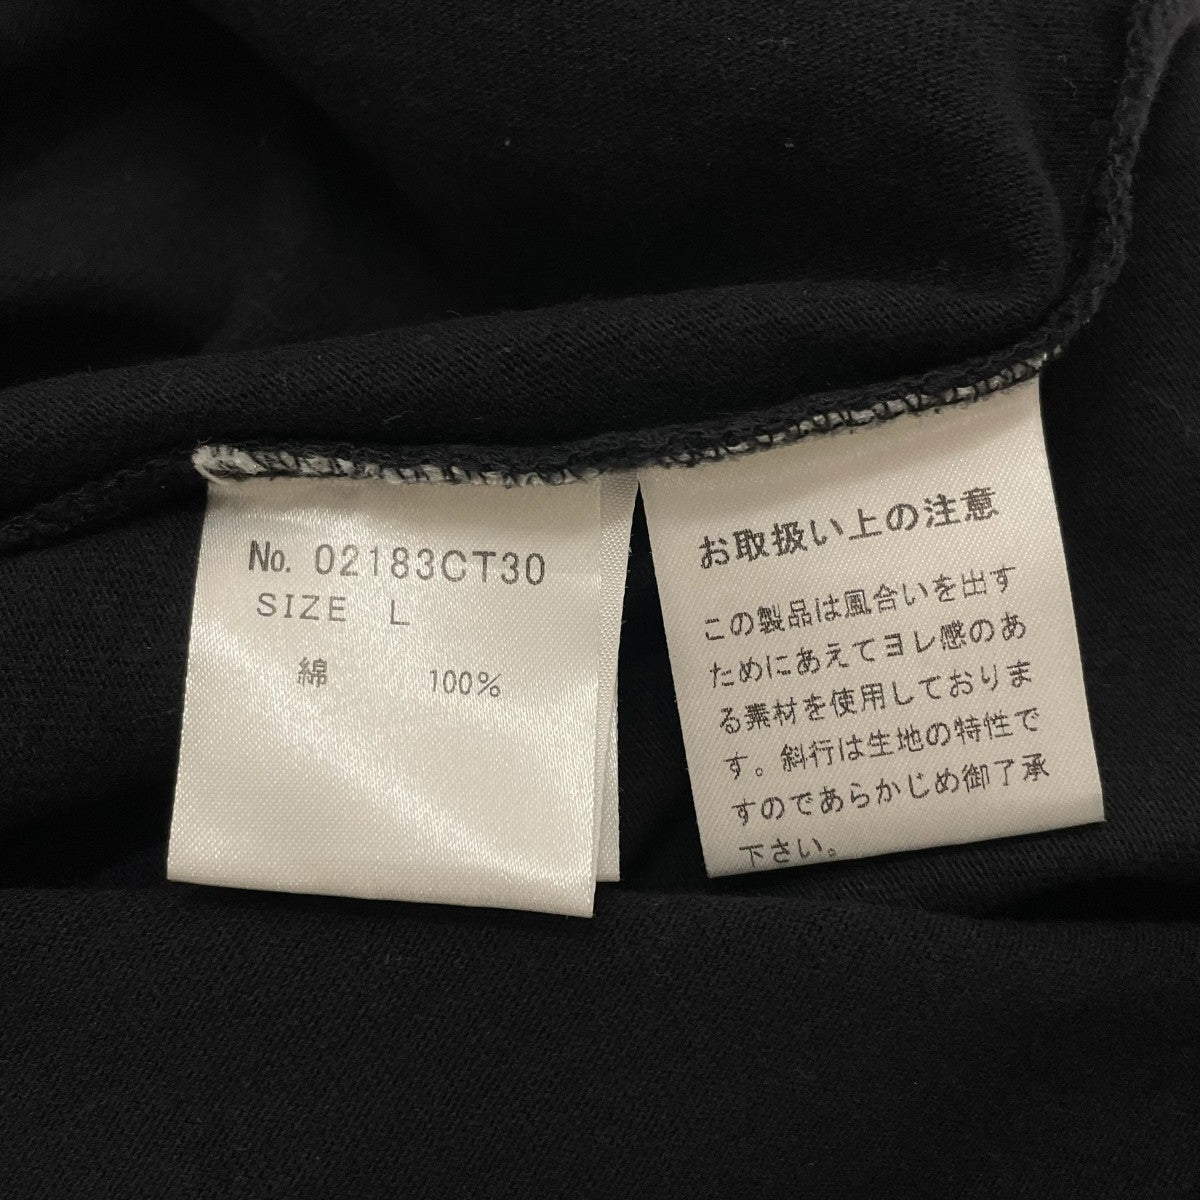 No. 02183CT30
SIZE L
綿 100%
お取扱い上の注意
この製品は風合いを出す
ためにあえてヨレ感のあ
る素材を使用しておりま
す。斜行は生地の特性で
すのであらかじめ御了承
下さい。